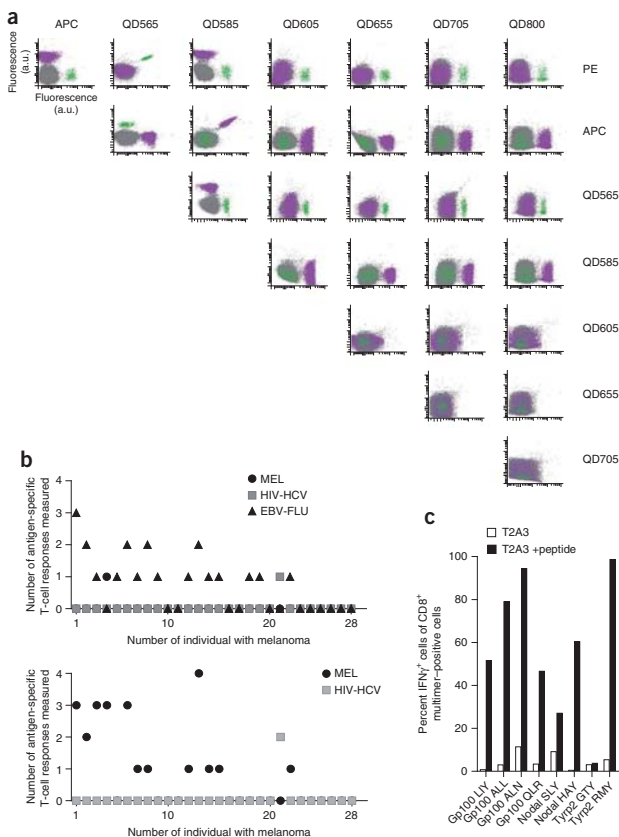 a
APC QD565 QD585 QD605 QD655 QD705 QD800
Fluorescence
(a.u.)
Fluorescence
(a.u.)
PE
APC
QD565
QD585
QD605
QD655
QD705
b
Number of antigen-specific
T-cell responses measured
4
3
2
1
0
MEL
HIV-HCV
EBV-FLU
1 10 20 28
Number of individual with melanoma
Number of antigen-specific
T-cell responses measured
4
3
2
1
0
MEL
HIV-HCV
1 10 20 28
Number of individual with melanoma
c
T2A3
T2A3 +peptide
Percent IFNγ+ cells of CD8+
multimer–positive cells
100
80
60
40
20
0
Gp100 LIY
Gp100 ALL
Gp100 ALN
Gp100 QLR
Nodal SLY
Nodal HAY
Tyrp2 GTY
Tyrp2 RMY